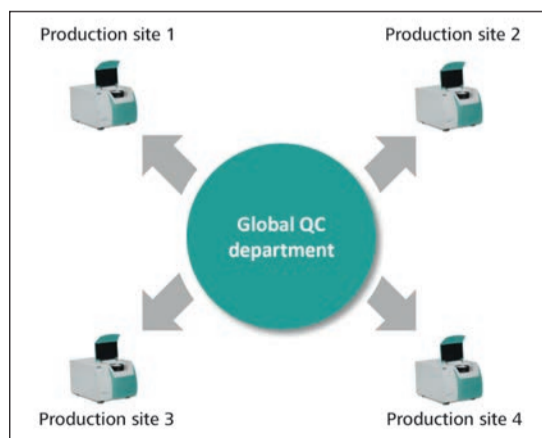 Production site 1
Production site 2
Global QC
department
Production site 3
Production site 4